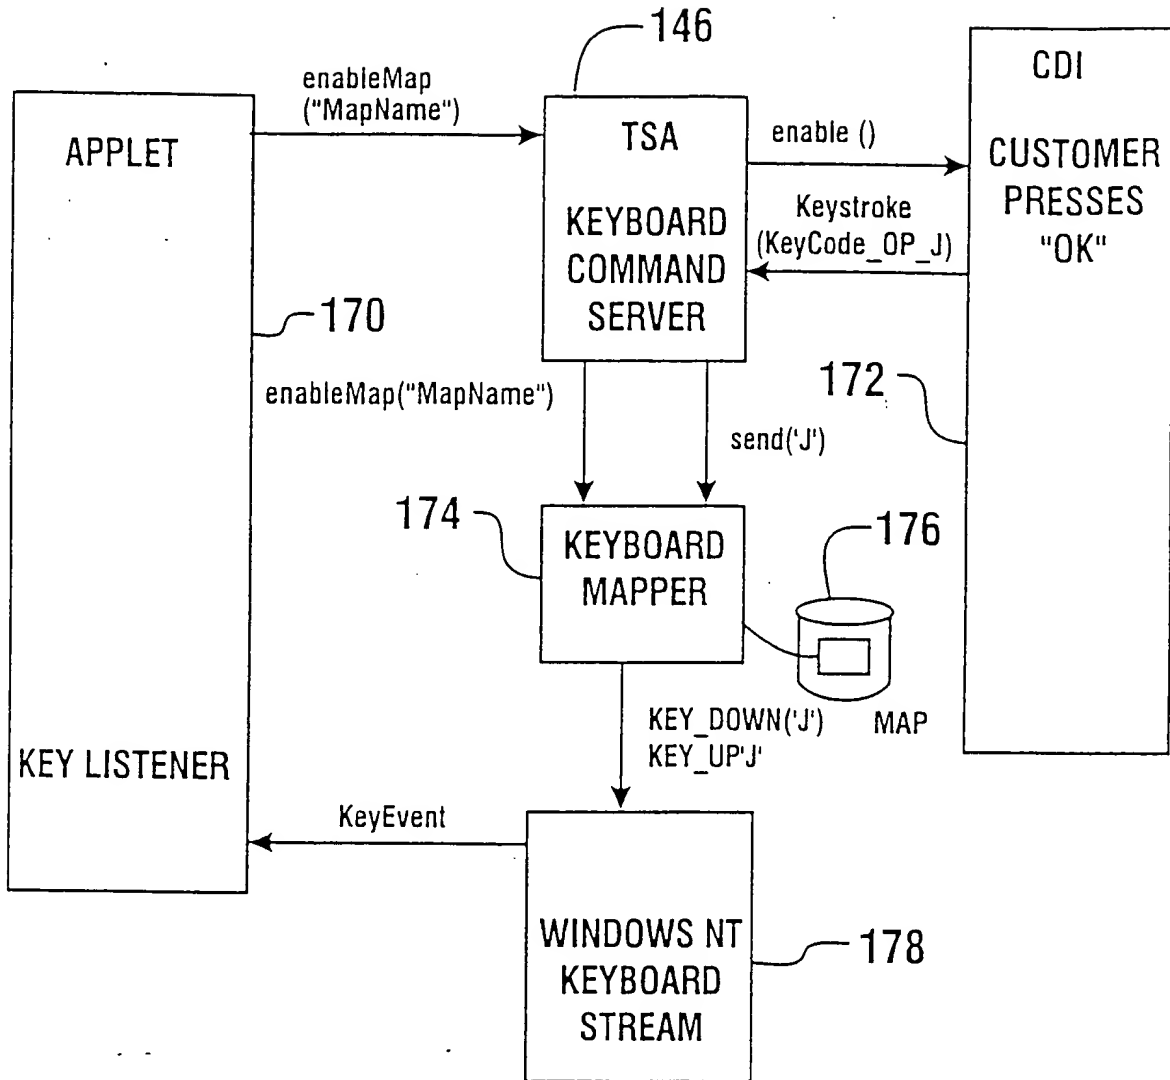 146
enableMap
("MapName")
APPLET
TSA
KEYBOARD
COMMAND
SERVER
enable ()
Keystroke
(KeyCode_OP_J)
CDI
CUSTOMER
PRESSES
"OK"
170
172
enableMap("MapName")
send('J')
174
KEYBOARD
MAPPER
176
MAP
KEY_DOWN('J')
KEY_UP'J'
KEY LISTENER
KeyEvent
WINDOWS NT
KEYBOARD
STREAM
178